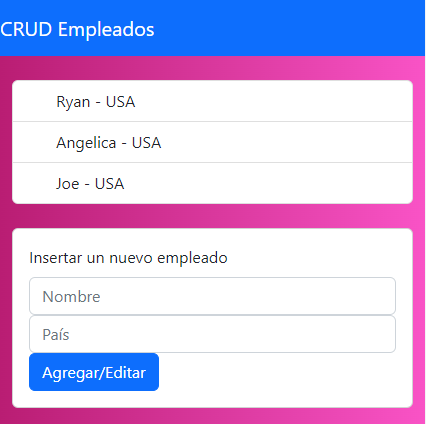 CRUD Empleados
Ryan - USA
Angelica - USA
Joe - USA
Insertar un nuevo empleado
Nombre
País
Agregar/Editar